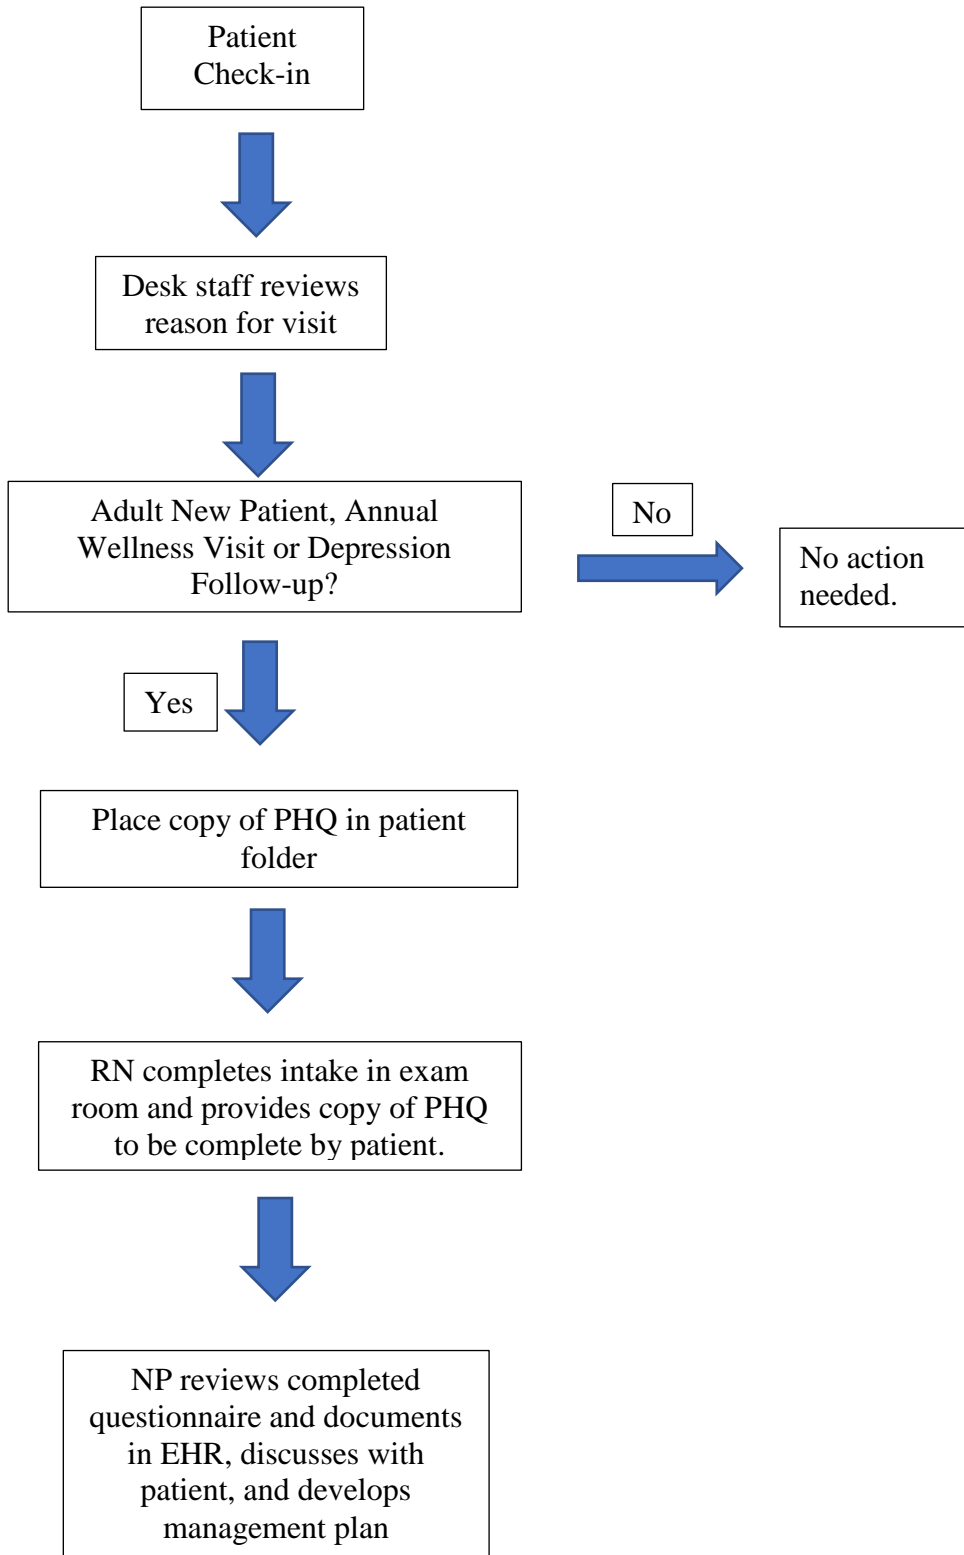 Patient
Check-in
Desk staff reviews
reason for visit
Adult New Patient, Annual
Wellness Visit or Depression
Follow-up?
No
No action
needed.
Yes
Place copy of PHQ in patient
folder
RN completes intake in exam
room and provides copy of PHQ
to be complete by patient.
NP reviews completed
questionnaire and documents
in EHR, discusses with
patient, and develops
management plan